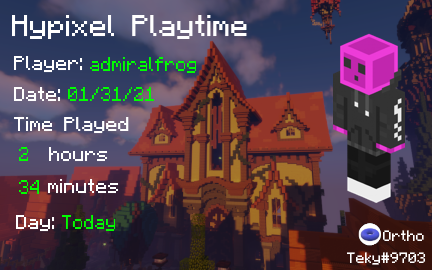 Hypixel Playtime
Player: admiralfrog
Date: 01/31/21
Time Played
2 hours
34 minutes
Day: Today
Ortho
Teky#9703